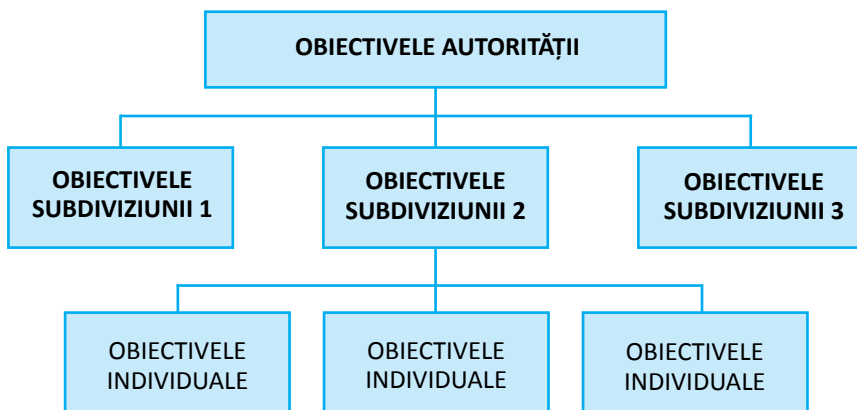 OBIECTIVELE AUTORITĂȚII
OBIECTIVELE
SUBDIVIZIUNII 1
OBIECTIVELE
SUBDIVIZIUNII 2
OBIECTIVELE
SUBDIVIZIUNII 3
OBIECTIVELE
INDIVIDUALE
OBIECTIVELE
INDIVIDUALE
OBIECTIVELE
INDIVIDUALE